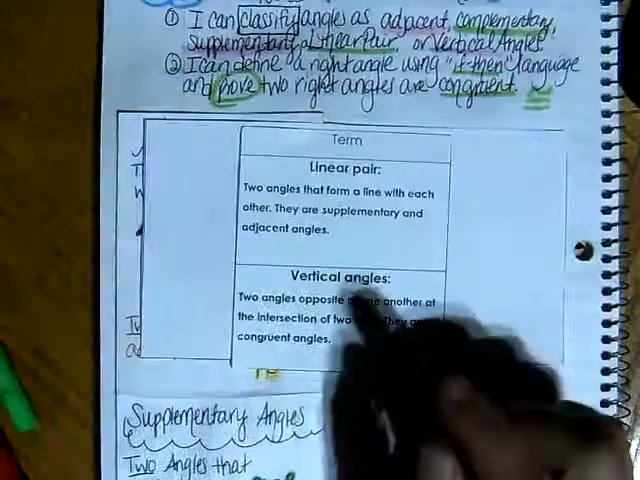 ① I can classify angles as adjacent, complementary,
supplementary, Linear Pair, or Vertical Angles
② I can define a right angle using "if-then" language
and prove two right angles are congruent.
Term
Linear pair:
Two angles that form a line with each
other. They are supplementary and
adjacent angles.
Vertical angles:
Two angles opposite another at
the intersection of two They
congruent angles.
Supplementary Angles
Two Angles that